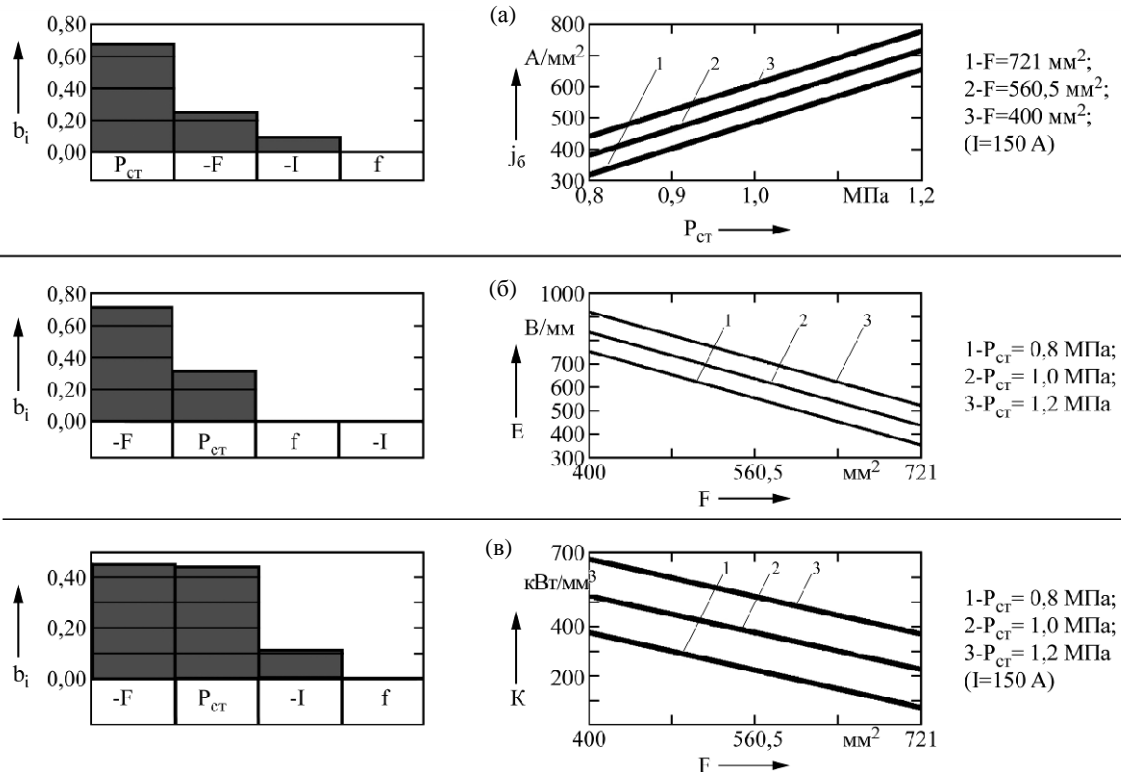 (а)
0,80
0,60
0,40
0,20
0,00
b_i
P_ст
-F
-I
f
800
А/мм²
600
500
400
300
j_б
1
2
3
0,8
0,9
1,0
МПа
1,2
P_ст
1-F=721 мм²;
2-F=560,5 мм²;
3-F=400 мм²;
(I=150 А)
(б)
0,80
0,60
0,40
0,20
0,00
b_i
-F
P_ст
f
-I
1000
В/мм
700
600
500
400
300
Е
1
2
3
400
560,5
мм²
721
F
1-P_ст= 0,8 МПа;
2-P_ст= 1,0 МПа;
3-P_ст= 1,2 МПа
(в)
0,40
0,20
0,00
b_i
-F
P_ст
-I
f
700
кВт/мм³
400
200
К
1
2
3
400
560,5
мм²
721
F
1-P_ст= 0,8 МПа;
2-P_ст= 1,0 МПа;
3-P_ст= 1,2 МПа
(I=150 А)